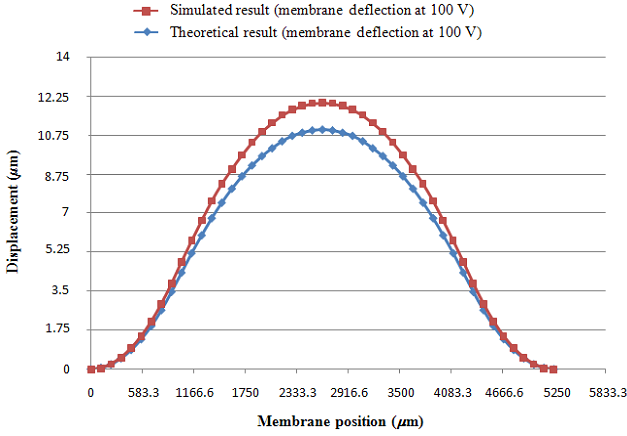 Simulated result (membrane deflection at 100 V)
Theoretical result (membrane deflection at 100 V)
14
12.25
10.75
8.75
7
5.25
3.5
1.75
0
Displacement (μm)
0 583.3 1166.6 1750 2333.3 2916.6 3500 4083.3 4666.6 5250 5833.3
Membrane position (μm)